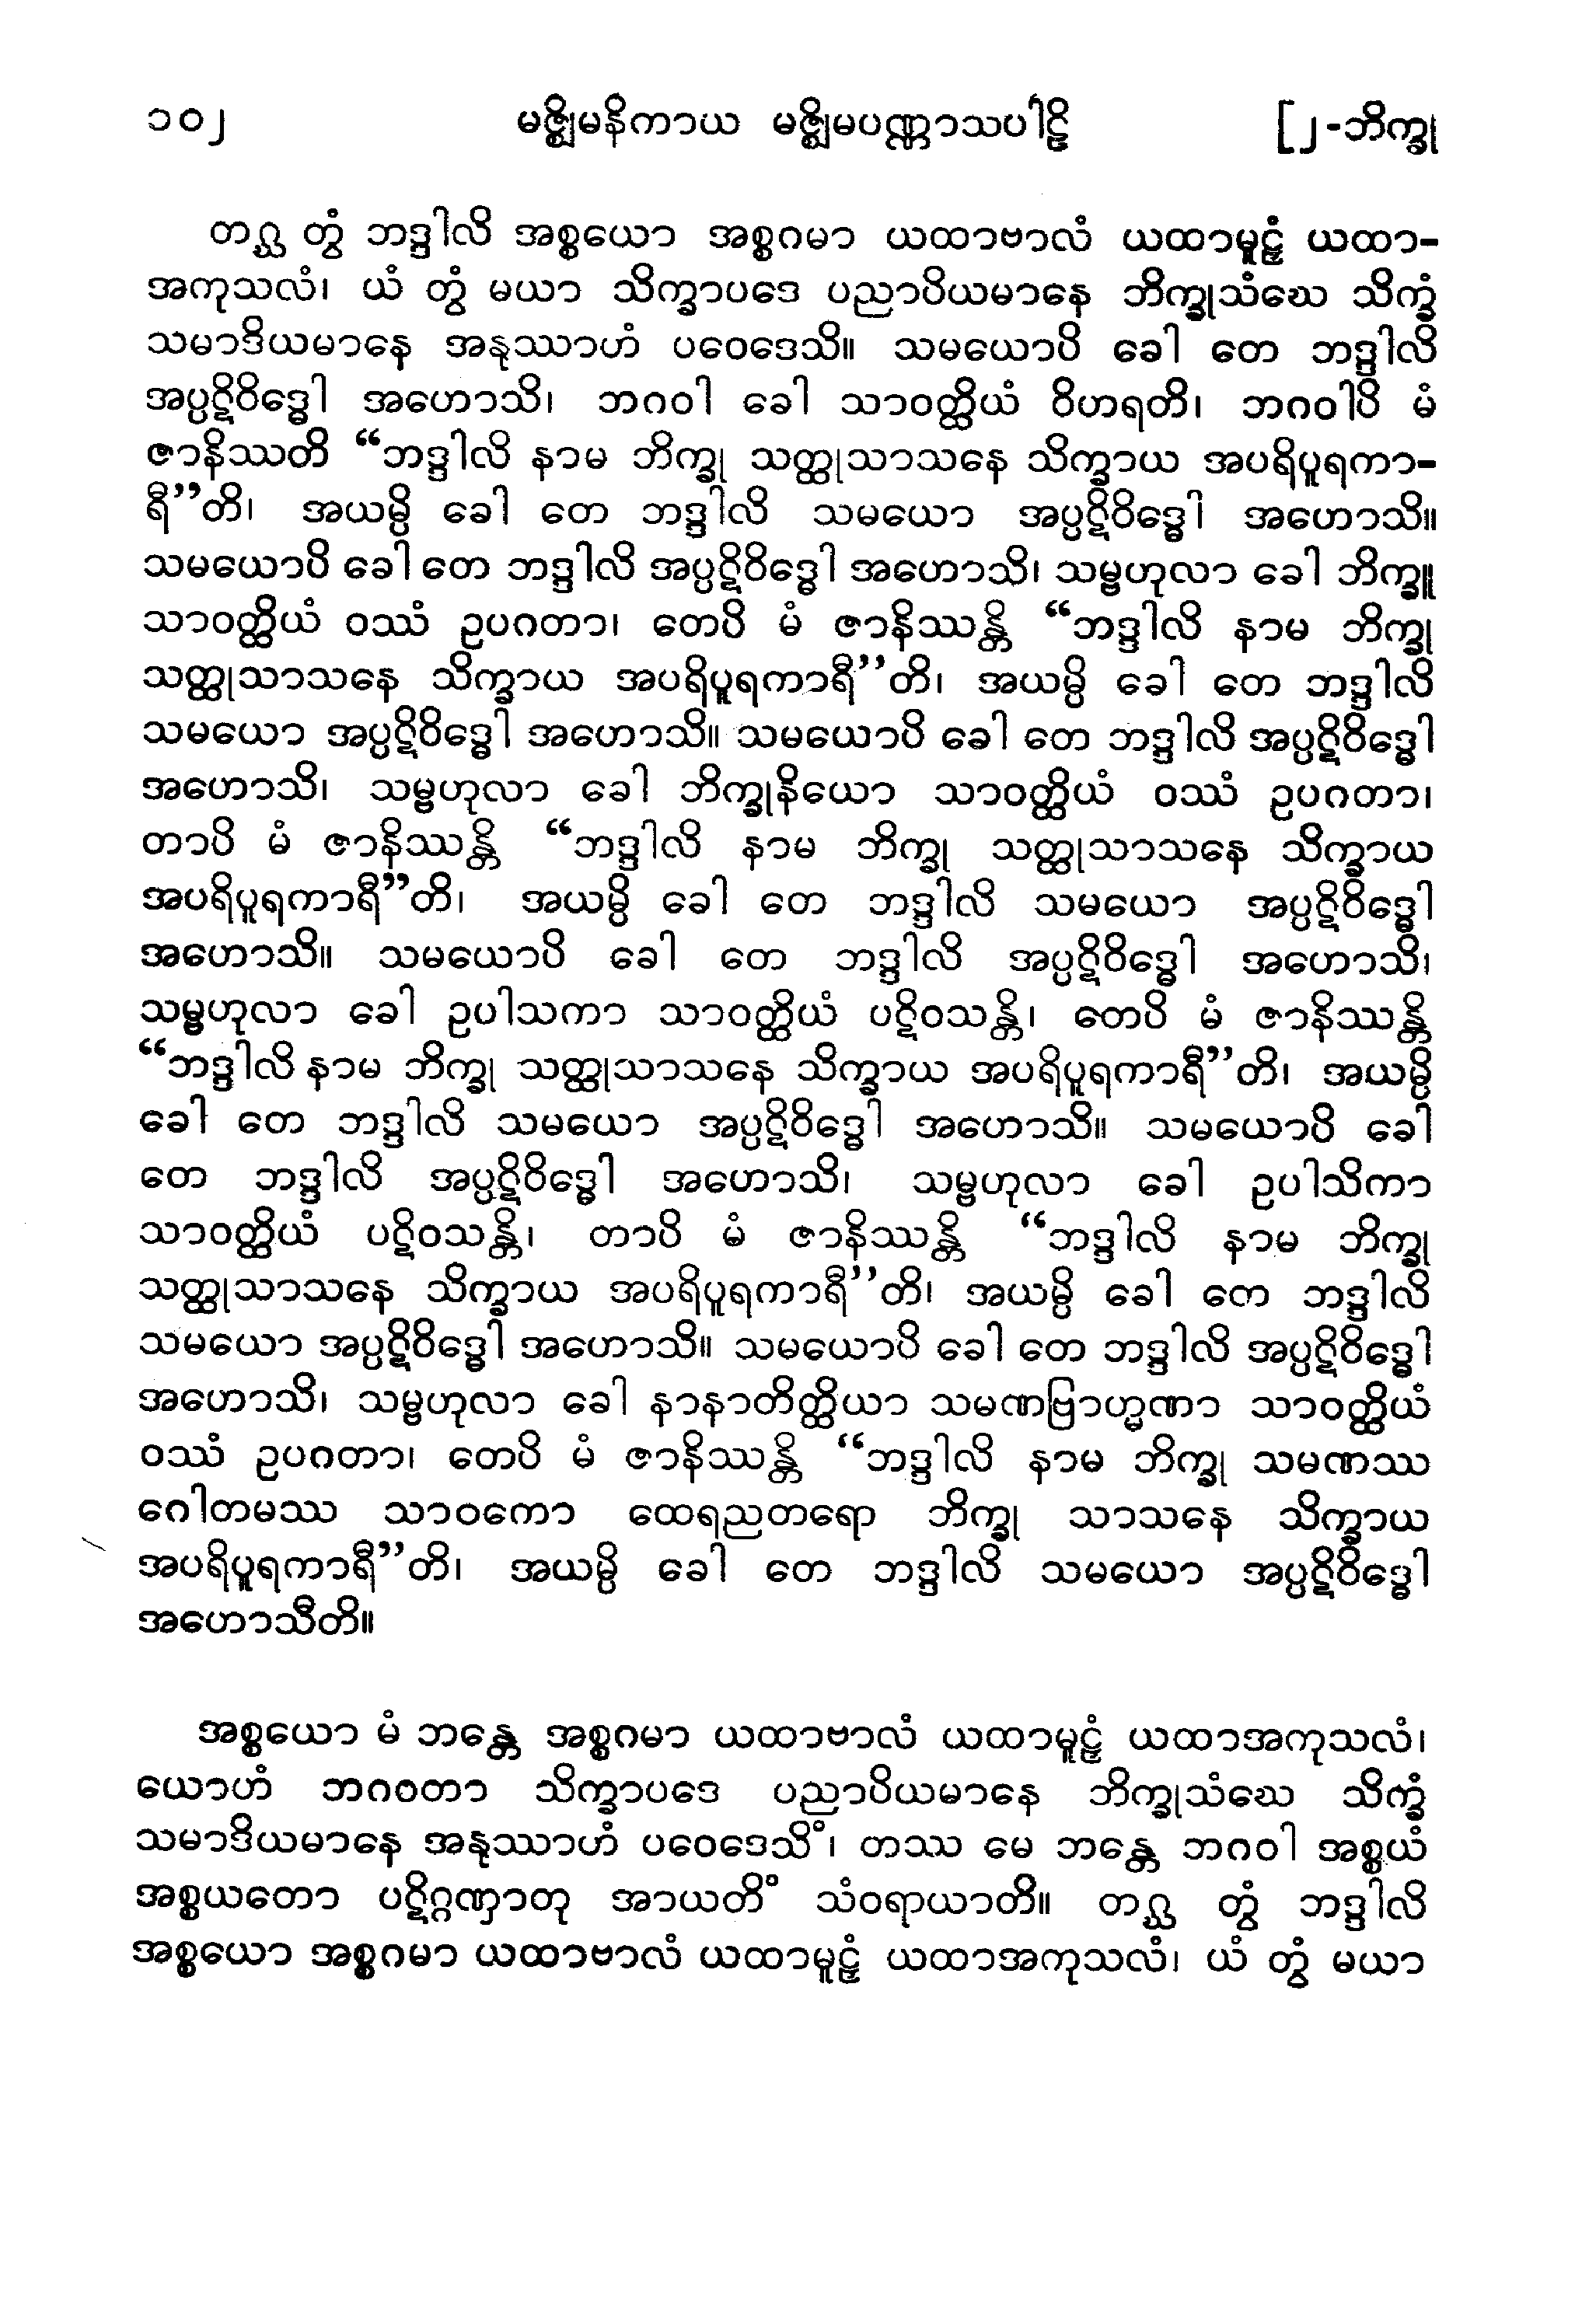 ၁၀၂ မဇ္ဈိမနိကာယ မဇ္ဈိမပဏ္ဏာသပါဠိ [၂-ဘိက္ခု
တဂ္ဃ တွံ ဘဒ္ဒါလိ အစ္စယော အစ္စဂမာ ယထာဗာလံ ယထာမူဠှံ ယထာ-
အကုသလံ၊ ယံ တွံ မယာ သိက္ခာပဒေ ပညာပိယမာနေ ဘိက္ခုသံဃေ သိက္ခံ
သမာဒိယမာနေ အနုဿာဟံ ပဝေဒေသိ။ သမယောပိ ခေါ တေ ဘဒ္ဒါလိ
အပ္ပဋိဝိဒ္ဓေါ အဟောသိ၊ ဘဂဝါ ခေါ သာဝတ္ထိယံ ဝိဟရတိ၊ ဘဂဝါပိ မံ
ဇာနိဿတိ “ဘဒ္ဒါလိ နာမ ဘိက္ခု သတ္ထုသာသနေ သိက္ခာယ အပရိပူရကာ-
ရီ”တိ၊ အယမ္ပိ ခေါ တေ ဘဒ္ဒါလိ သမယော အပ္ပဋိဝိဒ္ဓေါ အဟောသိ။
သမယောပိ ခေါ တေ ဘဒ္ဒါလိ အပ္ပဋိဝိဒ္ဓေါ အဟောသိ၊ သမ္ဗဟုလာ ခေါ ဘိက္ခူ
သာဝတ္ထိယံ ဝဿံ ဥပဂတာ၊ တေပိ မံ ဇာနိဿန္တိ “ဘဒ္ဒါလိ နာမ ဘိက္ခု
သတ္ထုသာသနေ သိက္ခာယ အပရိပူရကာရီ”တိ၊ အယမ္ပိ ခေါ တေ ဘဒ္ဒါလိ
သမယော အပ္ပဋိဝိဒ္ဓေါ အဟောသိ။ သမယောပိ ခေါ တေ ဘဒ္ဒါလိ အပ္ပဋိဝိဒ္ဓေါ
အဟောသိ၊ သမ္ဗဟုလာ ခေါ ဘိက္ခုနိယော သာဝတ္ထိယံ ဝဿံ ဥပဂတာ၊
တာပိ မံ ဇာနိဿန္တိ “ဘဒ္ဒါလိ နာမ ဘိက္ခု သတ္ထုသာသနေ သိက္ခာယ
အပရိပူရကာရီ”တိ၊ အယမ္ပိ ခေါ တေ ဘဒ္ဒါလိ သမယော အပ္ပဋိဝိဒ္ဓေါ
အဟောသိ။ သမယောပိ ခေါ တေ ဘဒ္ဒါလိ အပ္ပဋိဝိဒ္ဓေါ အဟောသိ၊
သမ္ဗဟုလာ ခေါ ဥပါသကာ သာဝတ္ထိယံ ပဋိဝသန္တိ၊ တေပိ မံ ဇာနိဿန္တိ
“ဘဒ္ဒါလိ နာမ ဘိက္ခု သတ္ထုသာသနေ သိက္ခာယ အပရိပူရကာရီ”တိ၊ အယမ္ပိ
ခေါ တေ ဘဒ္ဒါလိ သမယော အပ္ပဋိဝိဒ္ဓေါ အဟောသိ။ သမယောပိ ခေါ
တေ ဘဒ္ဒါလိ အပ္ပဋိဝိဒ္ဓေါ အဟောသိ၊ သမ္ဗဟုလာ ခေါ ဥပါသိကာ
သာဝတ္ထိယံ ပဋိဝသန္တိ၊ တာပိ မံ ဇာနိဿန္တိ “ဘဒ္ဒါလိ နာမ ဘိက္ခု
သတ္ထုသာသနေ သိက္ခာယ အပရိပူရကာရီ”တိ၊ အယမ္ပိ ခေါ တေ ဘဒ္ဒါလိ
သမယော အပ္ပဋိဝိဒ္ဓေါ အဟောသိ။ သမယောပိ ခေါ တေ ဘဒ္ဒါလိ အပ္ပဋိဝိဒ္ဓေါ
အဟောသိ၊ သမ္ဗဟုလာ ခေါ နာနာတိတ္ထိယာ သမဏဗြာဟ္မဏာ သာဝတ္ထိယံ
ဝဿံ ဥပဂတာ၊ တေပိ မံ ဇာနိဿန္တိ “ဘဒ္ဒါလိ နာမ ဘိက္ခု သမဏဿ
ဂေါတမဿ သာဝကော ထေရညတရော ဘိက္ခု သာသနေ သိက္ခာယ
အပရိပူရကာရီ”တိ၊ အယမ္ပိ ခေါ တေ ဘဒ္ဒါလိ သမယော အပ္ပဋိဝိဒ္ဓေါ
အဟောသီတိ။
အစ္စယော မံ ဘန္တေ အစ္စဂမာ ယထာဗာလံ ယထာမူဠှံ ယထာအကုသလံ၊
ယောဟံ ဘဂဝတာ သိက္ခာပဒေ ပညာပိယမာနေ ဘိက္ခုသံဃေ သိက္ခံ
သမာဒိယမာနေ အနုဿာဟံ ပဝေဒေသိံ၊ တဿ မေ ဘန္တေ ဘဂဝါ အစ္စယံ
အစ္စယတော ပဋိဂ္ဂဏှာတု အာယတိံ သံဝရာယာတိ။ တဂ္ဃ တွံ ဘဒ္ဒါလိ
အစ္စယော အစ္စဂမာ ယထာဗာလံ ယထာမူဠှံ ယထာအကုသလံ၊ ယံ တွံ မယာ